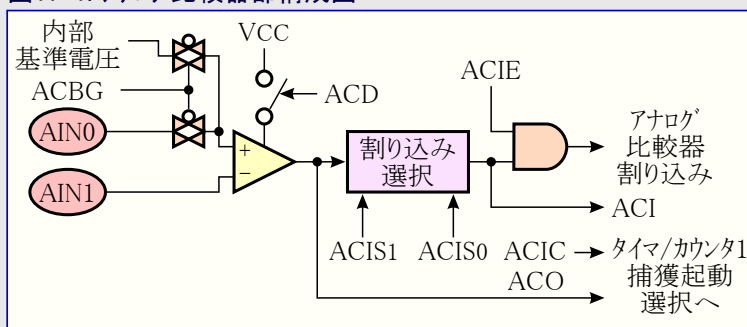 内部
基準電圧
VCC
ACIE
ACBG
ACD
AIN0
アナログ
比較器
割り込み
+
−
割り込み
選択
AIN1
ACI
ACIS1
ACIS0
ACIC
タイマ/カウンタ1
捕獲起動
選択へ
ACO